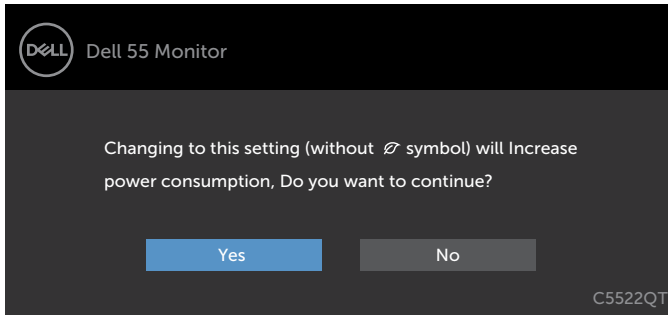 DELL
Dell 55 Monitor
Changing to this setting (without symbol) will Increase
power consumption, Do you want to continue?
Yes
No
C5522QT